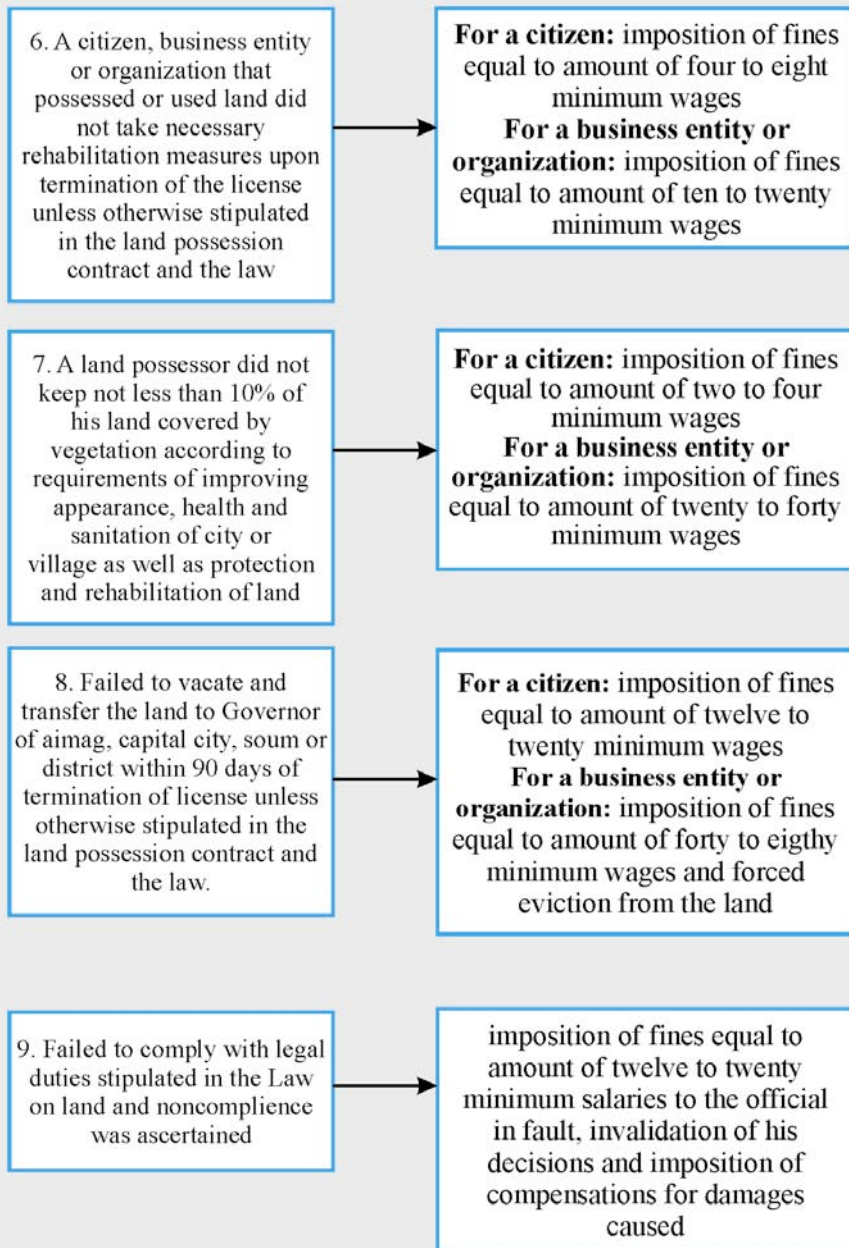 6. A citizen, business entity
or organization that
possessed or used land did
not take necessary
rehabilitation measures upon
termination of the license
unless otherwise stipulated
in the land possession
contract and the law
For a citizen: imposition of fines
equal to amount of four to eight
minimum wages
For a business entity or
organization: imposition of fines
equal to amount of ten to twenty
minimum wages
7. A land possessor did not
keep not less than 10% of
his land covered by
vegetation according to
requirements of improving
appearance, health and
sanitation of city or
village as well as protection
and rehabilitation of land
For a citizen: imposition of fines
equal to amount of two to four
minimum wages
For a business entity or
organization: imposition of fines
equal to amount of twenty to forty
minimum wages
8. Failed to vacate and
transfer the land to Governor
of aimag, capital city, soum or
district within 90 days of
termination of license unless
otherwise stipulated in the
land possession contract and
the law.
For a citizen: imposition of fines
equal to amount of twelve to
twenty minimum wages
For a business entity or
organization: imposition of fines
equal to amount of forty to eigthy
minimum wages and forced
eviction from the land
9. Failed to comply with legal
duties stipulated in the Law
on land and noncomplience
was ascertained
imposition of fines equal to
amount of twelve to twenty
minimum salaries to the official
in fault, invalidation of his
decisions and imposition of
compensations for damages
caused